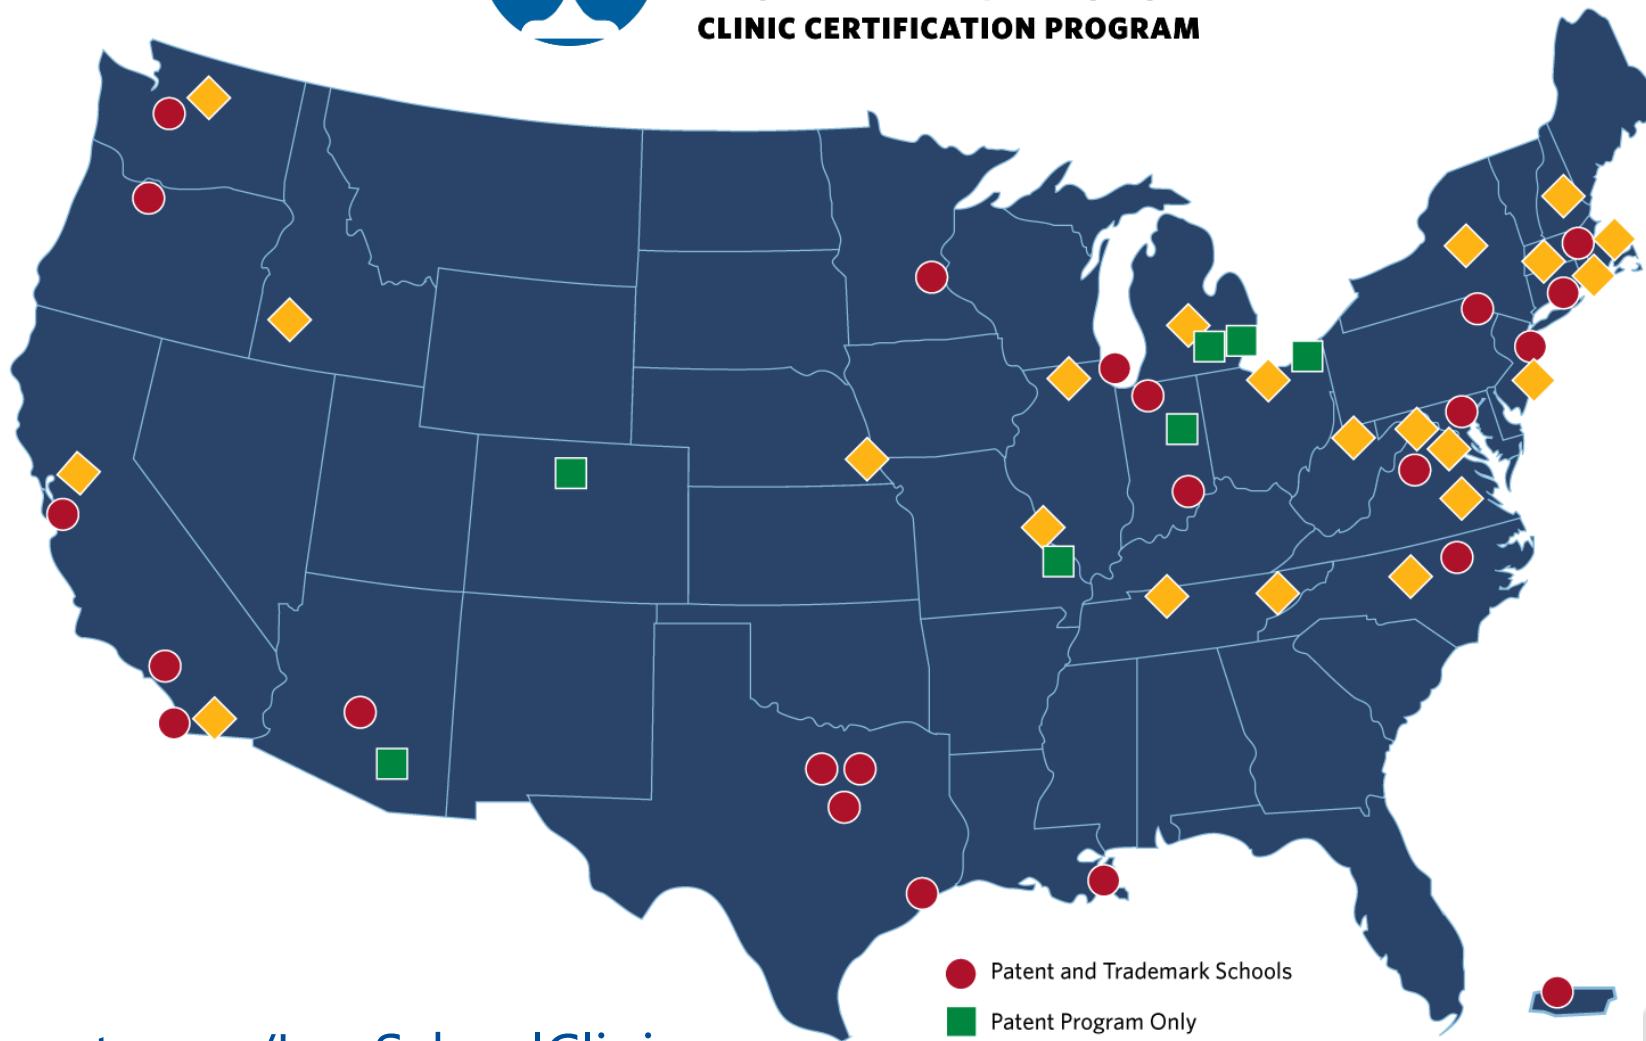 CLINIC CERTIFICATION PROGRAM
Patent and Trademark Schools
Patent Program Only